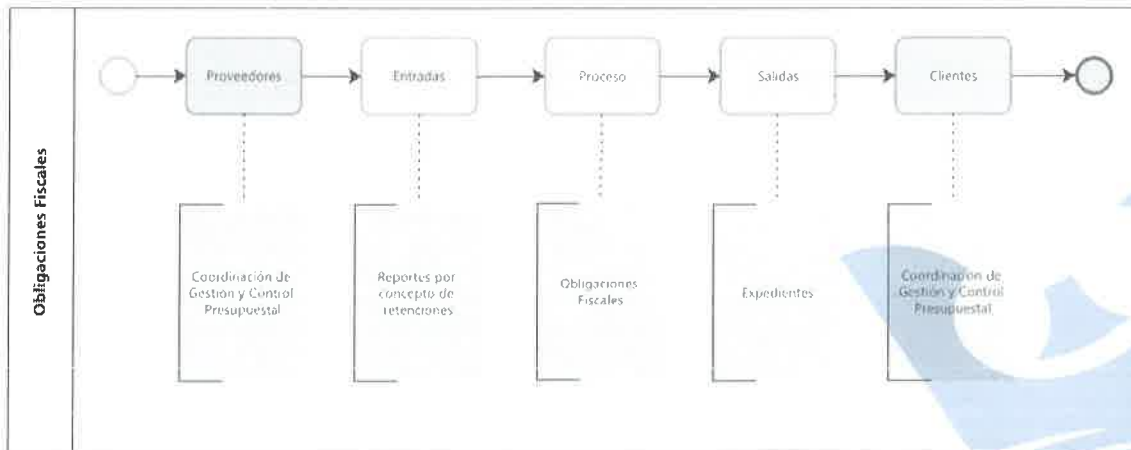 Obligaciones Fiscales
Proveedores
Entradas
Proceso
Salidas
Clientes
Coordinación de
Gestión y Control
Presupuestal
Reportes por
concepto de
retenciones
Obligaciones
Fiscales
Expedientes
Coordinación de
Gestión y Control
Presupuestal